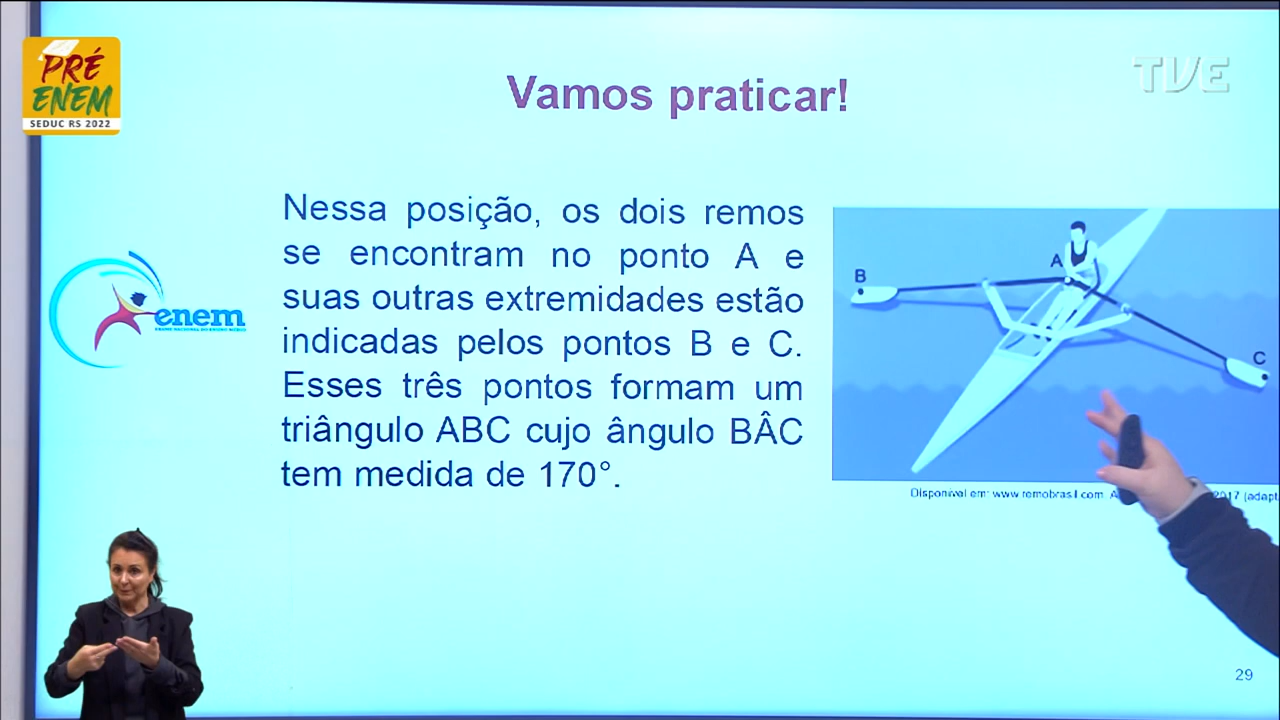 PRÉ
ENEM
SEDUC RS 2022
TVE
Vamos praticar!
Nessa posição, os dois remos
se encontram no ponto A e
suas outras extremidades estão
indicadas pelos pontos B e C.
Esses três pontos formam um
triângulo ABC cujo ângulo BÂC
tem medida de 170°.
enem
B
A
C
Disponível em: www.remobrasil.com. A 2017 (adapt
29